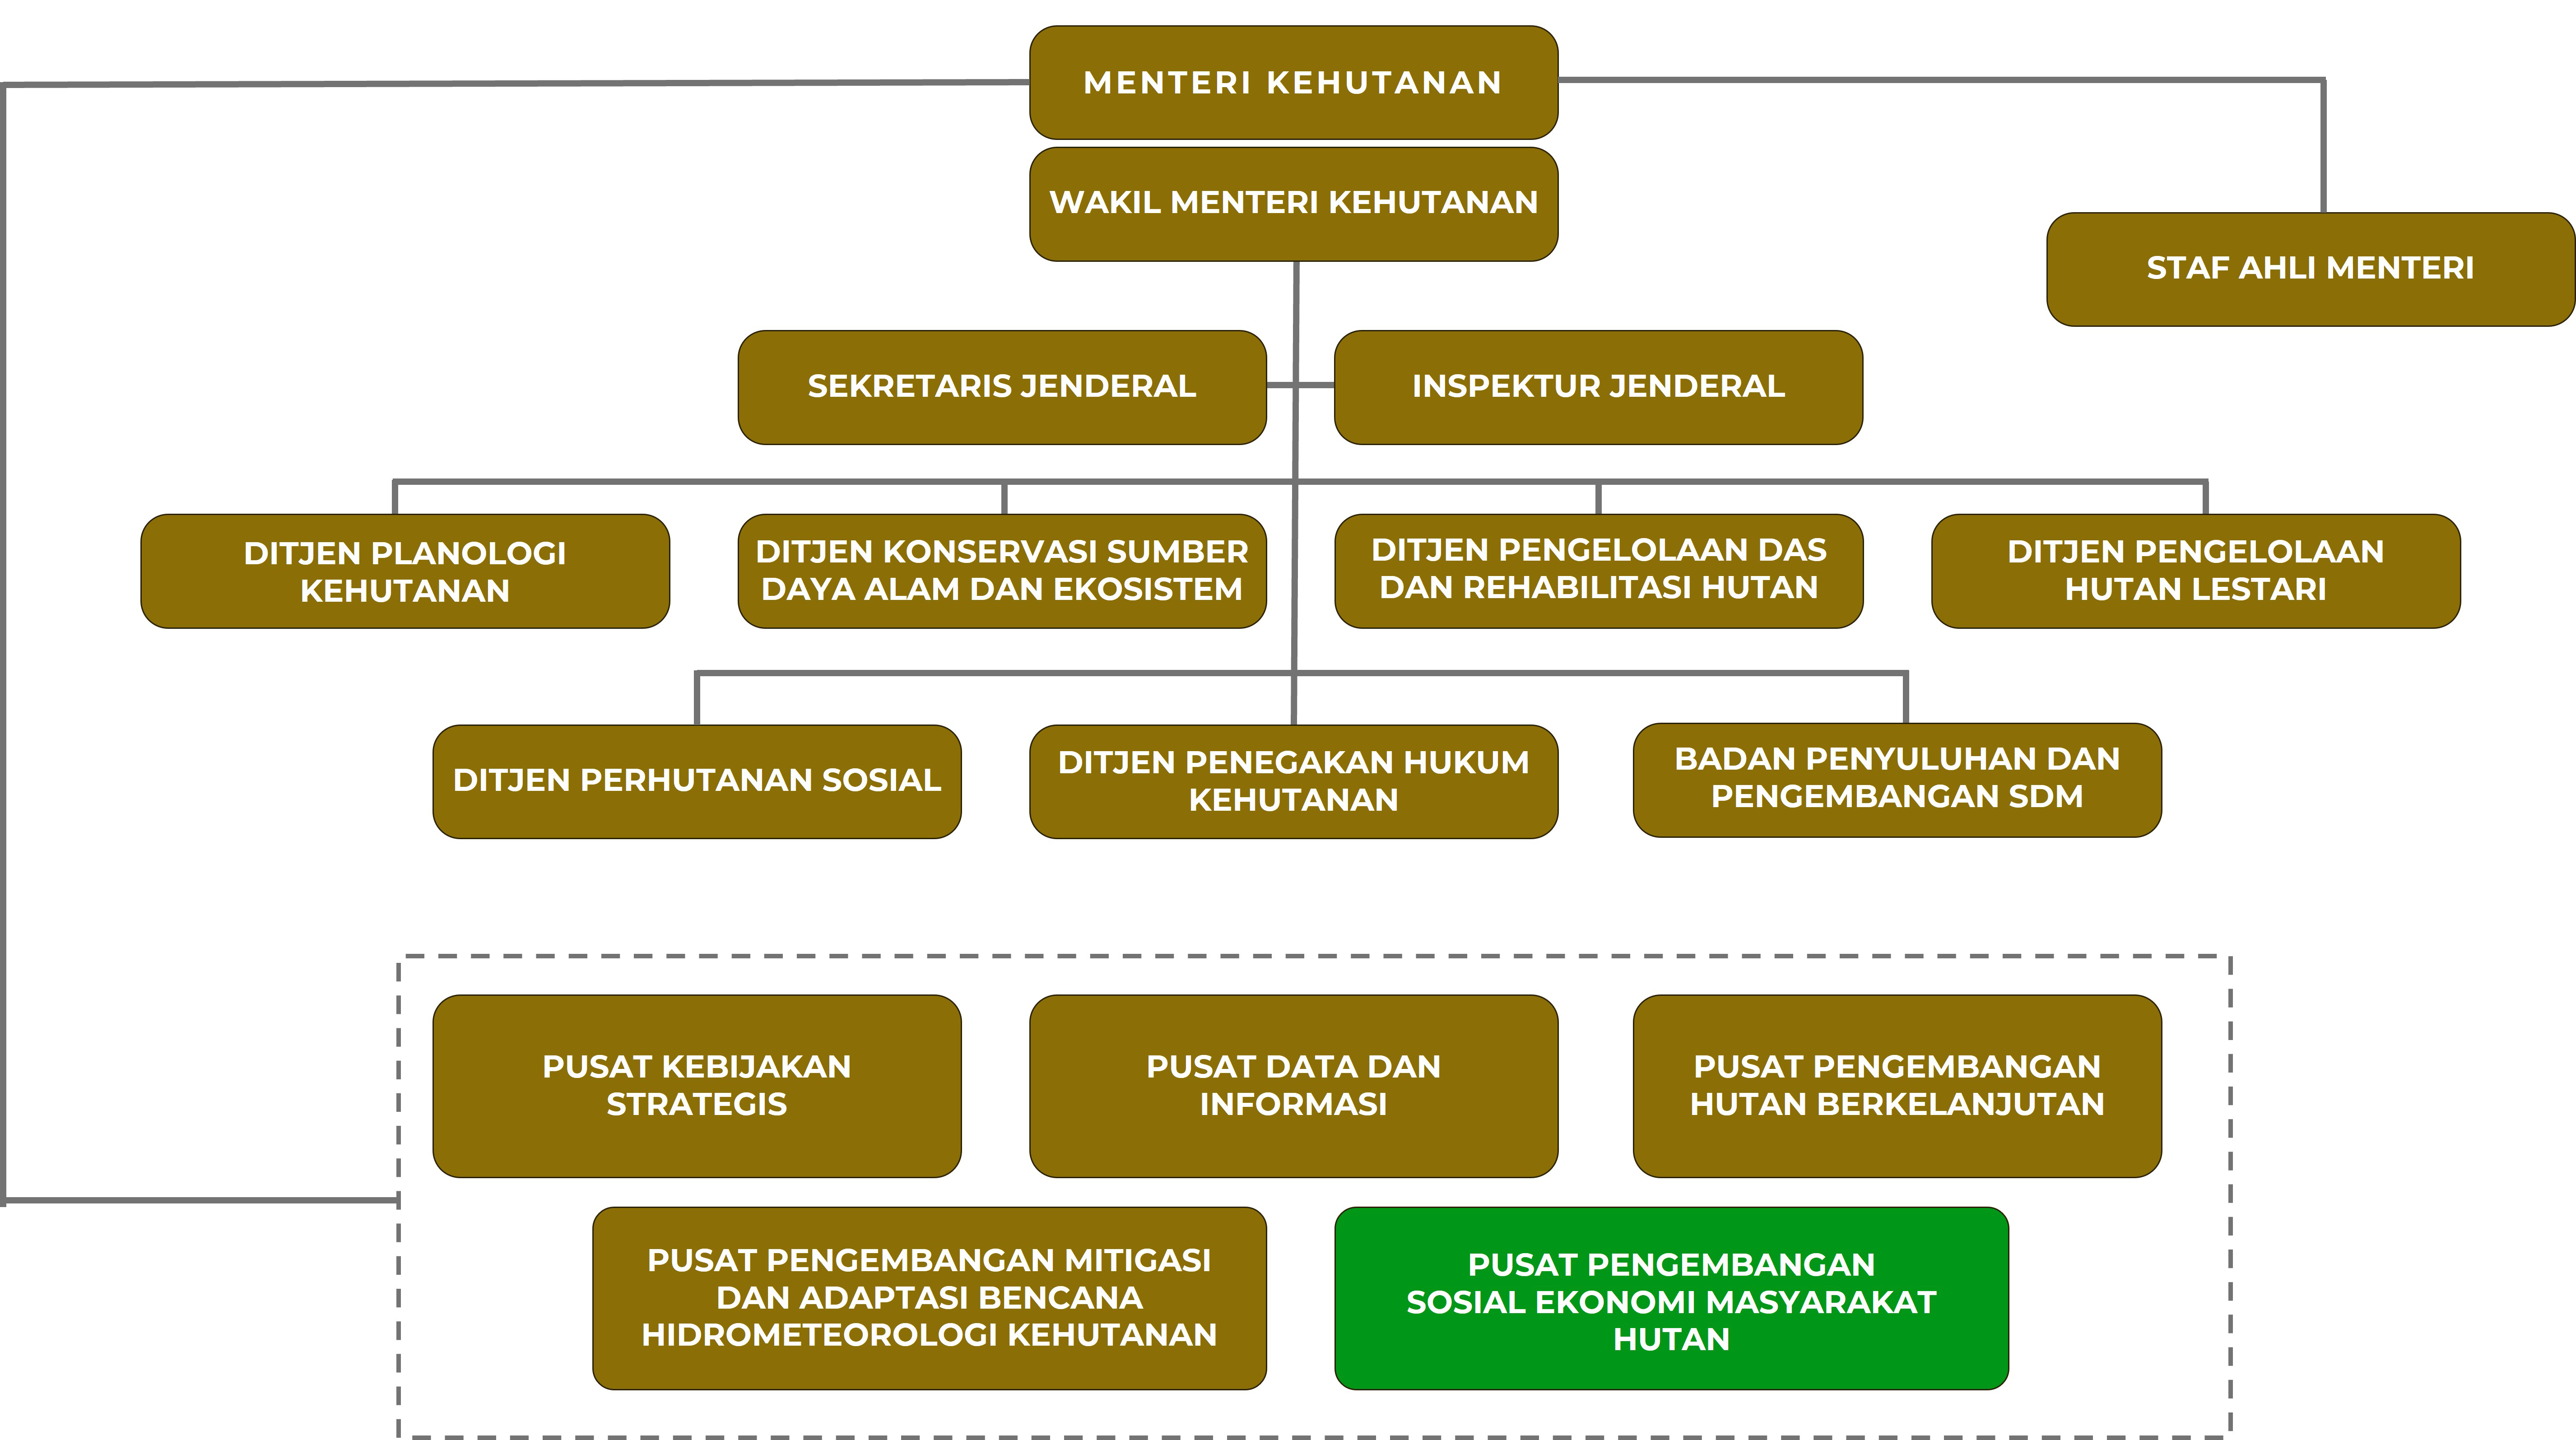 MENTERI KEHUTANAN
WAKIL MENTERI KEHUTANAN
STAF AHLI MENTERI
SEKRETARIS JENDERAL
INSPEKTUR JENDERAL
DITJEN PLANOLOGI
KEHUTANAN
DITJEN KONSERVASI SUMBER
DAYA ALAM DAN EKOSISTEM
DITJEN PENGELOLAAN DAS
DAN REHABILITASI HUTAN
DITJEN PENGELOLAAN
HUTAN LESTARI
DITJEN PERHUTANAN SOSIAL
DITJEN PENEGAKAN HUKUM
KEHUTANAN
BADAN PENYULUHAN DAN
PENGEMBANGAN SDM
PUSAT KEBIJAKAN
STRATEGIS
PUSAT DATA DAN
INFORMASI
PUSAT PENGEMBANGAN
HUTAN BERKELANJUTAN
PUSAT PENGEMBANGAN MITIGASI
DAN ADAPTASI BENCANA
HIDROMETEOROLOGI KEHUTANAN
PUSAT PENGEMBANGAN
SOSIAL EKONOMI MASYARAKAT
HUTAN